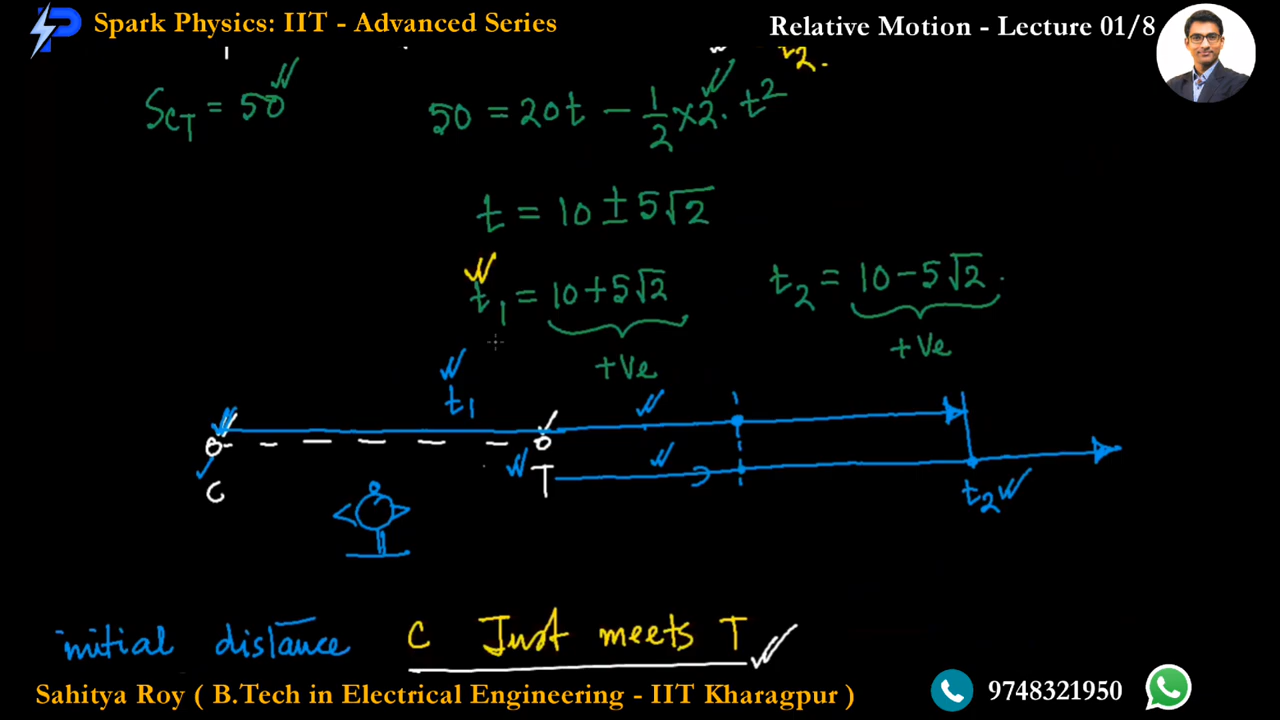 Spark Physics: IIT - Advanced Series
Relative Motion - Lecture 01/8
S_CT = 50
50 = 20t - 1/2 × 2. t²
t = 10 ± 5√2
t₁ = 10+5√2
+Ve
t₂ = 10-5√2.
+Ve
t₁
C
T
t₂
initial distance
C Just meets T
Sahitya Roy ( B.Tech in Electrical Engineering - IIT Kharagpur )
9748321950